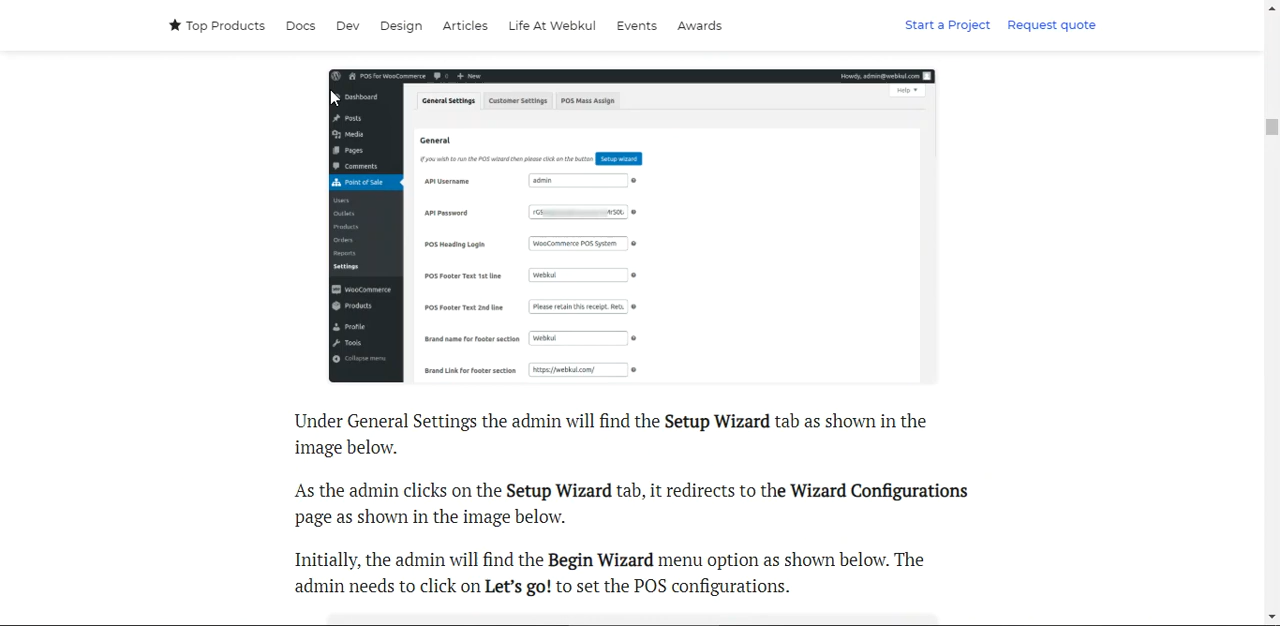 ★ Top Products Docs Dev Design Articles Life At Webkul Events Awards Start a Project Request quote
POS for WooCommerce 0 + New Howdy, admin@webkul.com
Help ▼
Dashboard
Posts
Media
Pages
Comments
Point of Sale
Users
Outlets
Products
Orders
Reports
Settings
WooCommerce
Products
Profile
Tools
Collapse menu
General Settings Customer Settings POS Mass Assign
General
If you wish to run the POS wizard then please click on the button Setup wizard
API Username admin
API Password
POS Heading Login WooCommerce POS System
POS Footer Text 1st line Webkul
POS Footer Text 2nd line Please retain this receipt. Retu
Brand name for footer section Webkul
Brand Link for footer section https://webkul.com/
Under General Settings the admin will find the Setup Wizard tab as shown in the
image below.
As the admin clicks on the Setup Wizard tab, it redirects to the Wizard Configurations
page as shown in the image below.
Initially, the admin will find the Begin Wizard menu option as shown below. The
admin needs to click on Let’s go! to set the POS configurations.